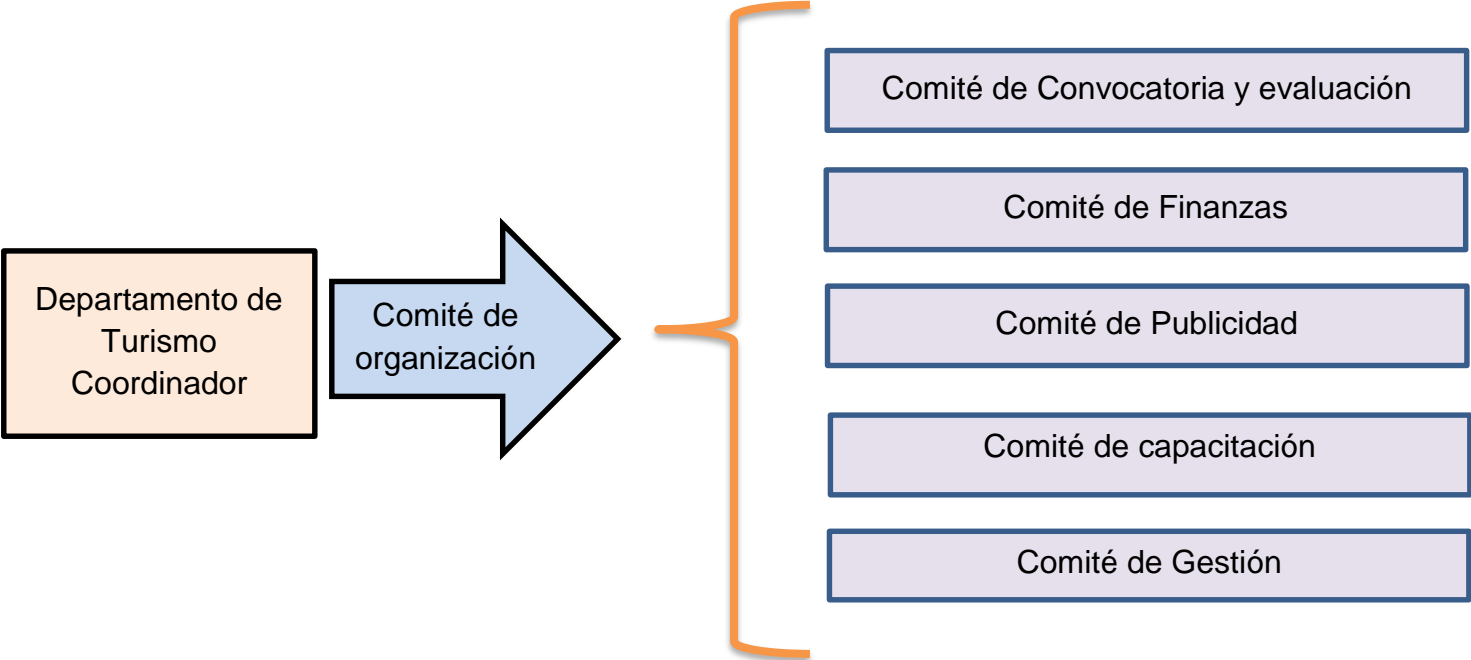 Departamento de
Turismo
Coordinador
Comité de
organización
Comité de Convocatoria y evaluación
Comité de Finanzas
Comité de Publicidad
Comité de capacitación
Comité de Gestión